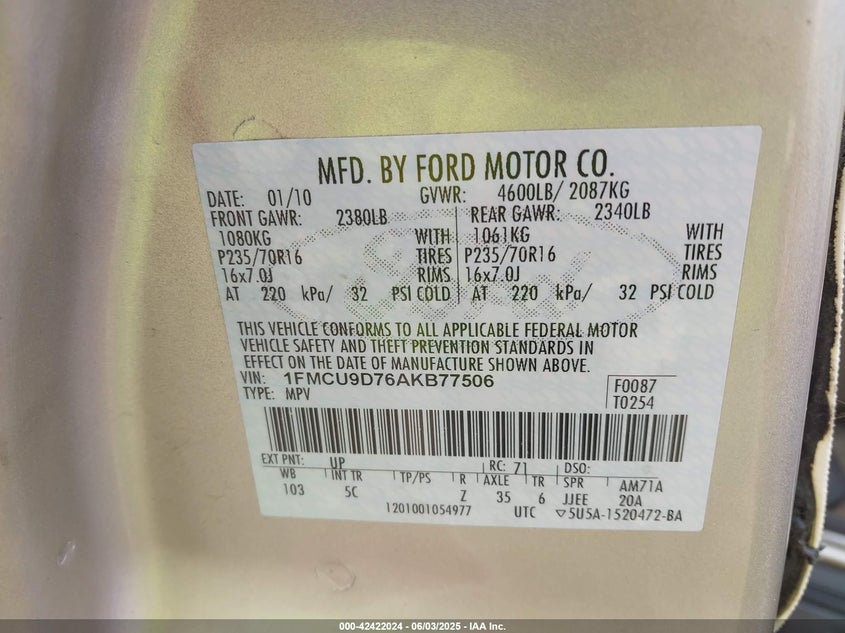 MFD. BY FORD MOTOR CO.
DATE: 01/10 GVWR: 4600LB/ 2087KG
FRONT GAWR: 2380LB REAR GAWR: 2340LB
1080KG WITH 1061KG WITH
P235/70R16 TIRES P235/70R16 TIRES
16x7.0J RIMS 16x7.0J RIMS
AT 220 kPa/ 32 PSI COLD AT 220 kPa/ 32 PSI COLD
THIS VEHICLE CONFORMS TO ALL APPLICABLE FEDERAL MOTOR
VEHICLE SAFETY AND THEFT PREVENTION STANDARDS IN
EFFECT ON THE DATE OF MANUFACTURE SHOWN ABOVE.
VIN: 1FMCU9D76AKB77506 F0087
TYPE: MPV T0254
EXT PNT: UP RC: 71 DSO:
WB INT TR TP/PS R AXLE TR SPR AM71A
103 5C Z 35 6 JJEE 20A
1201001054977 UTC ▽5U5A-1520472-BA
000-42422024 - 06/03/2025 - IAA Inc.